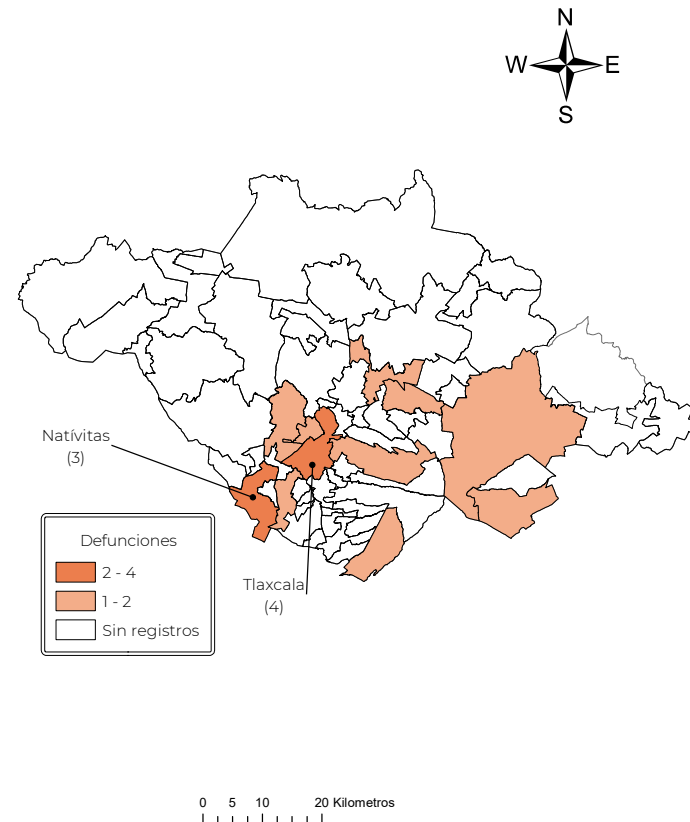 N
W E
S
Natívitas
(3)
Defunciones
2 - 4
1 - 2
Sin registros
Tlaxcala
(4)
0 5 10 20 Kilometros